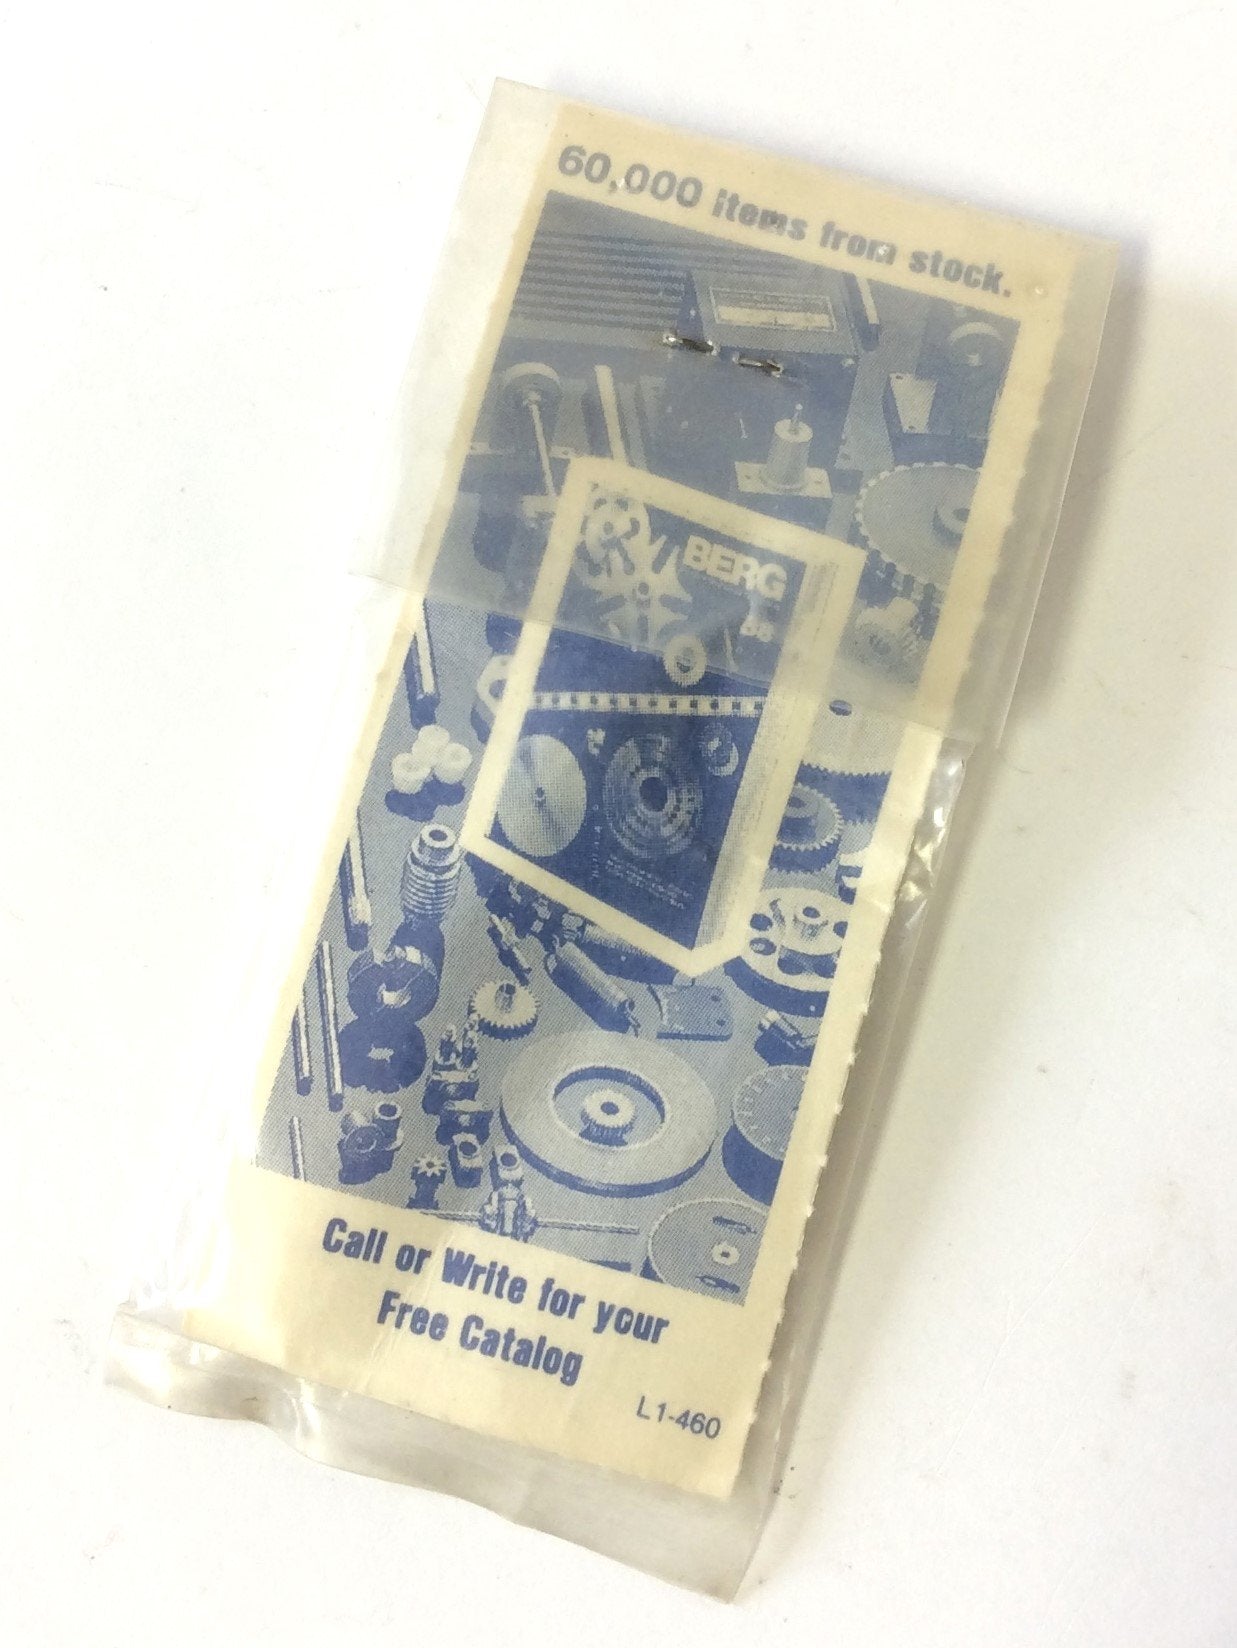 60,000 items from stock.
BERG
Call or Write for your
Free Catalog
L1-460